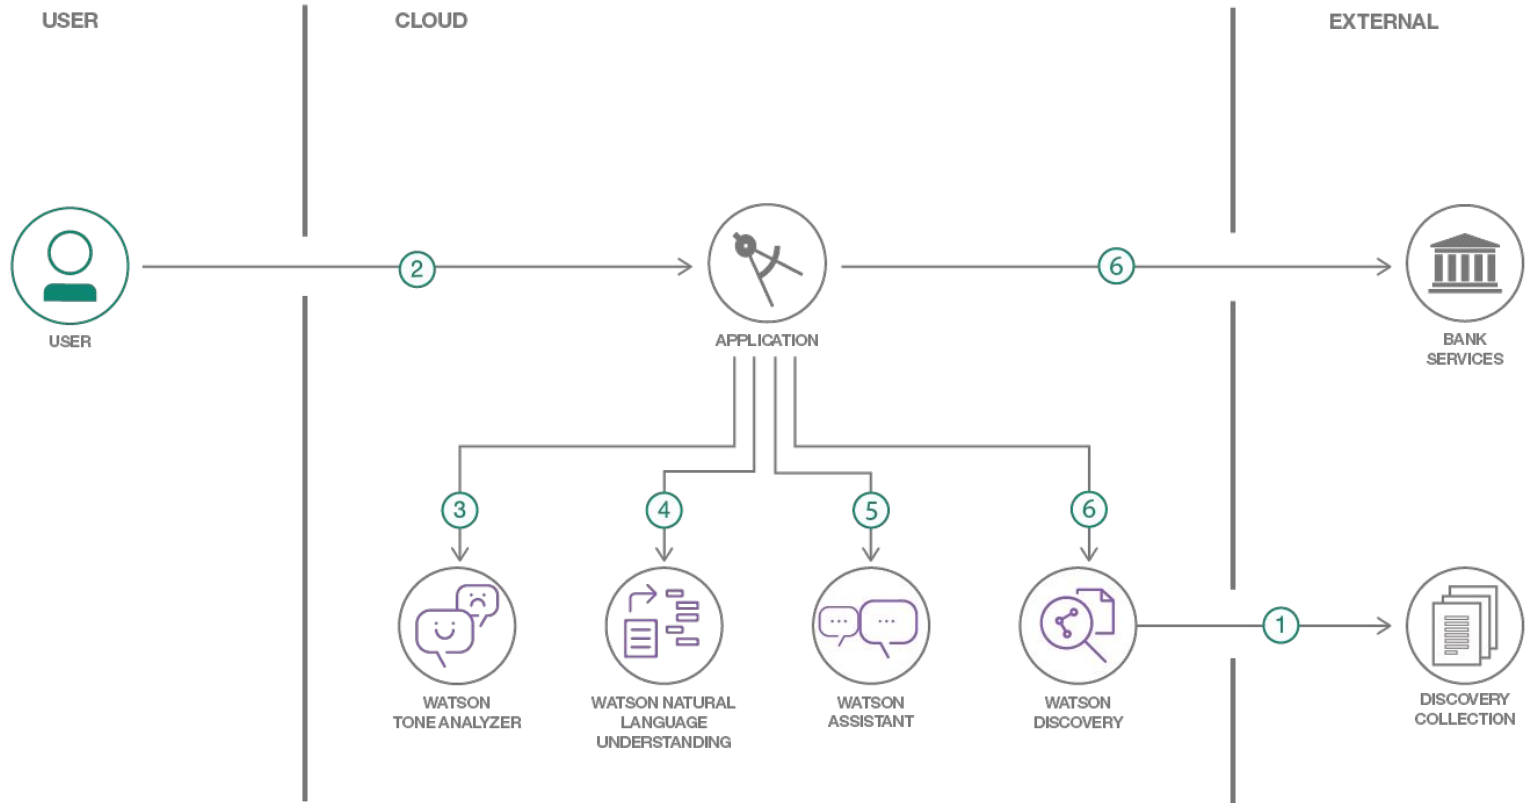 USER
CLOUD
EXTERNAL
2
6
USER
APPLICATION
BANK
SERVICES
3
4
5
6
1
WATSON
TONE ANALYZER
WATSON NATURAL
LANGUAGE
UNDERSTANDING
WATSON
ASSISTANT
WATSON
DISCOVERY
DISCOVERY
COLLECTION